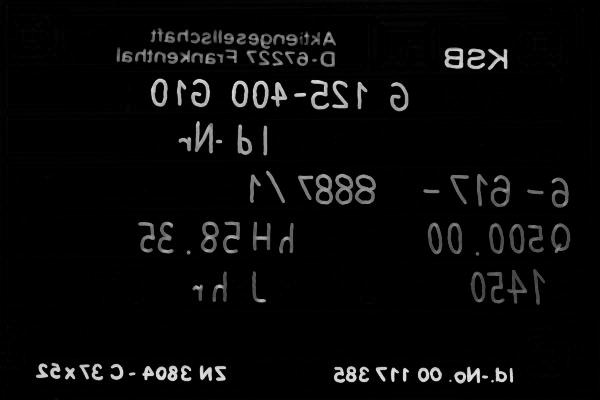 KSB Aktiengesellschaft
D-67227 Frankenthal
G 125-400 G10
Id-Nr
6-617- 8887/1
Q500.00 hH58.35
1450 J hr
Id.-No. 00 117 385 ZN 3804 - C 37x52